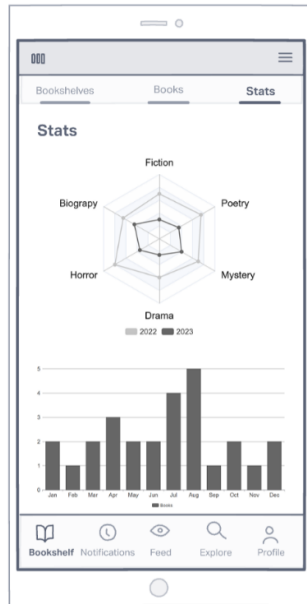 Bookshelves Books Stats
Stats
Fiction
Biograpy Poetry
Horror Mystery
Drama
2022 2023
5
4
3
2
1
0
Jan Feb Mar Apr May Jun Jul Aug Sep Oct Nov Dec
Books
Bookshelf Notifications Feed Explore Profile